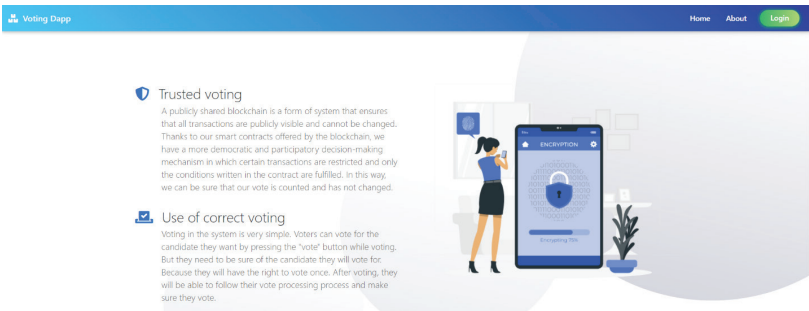 Voting Dapp
Home About Login
Trusted voting
A publicly shared blockchain is a form of system that ensures
that all transactions are publicly visible and cannot be changed.
Thanks to our smart contracts offered by the blockchain, we
have a more democratic and participatory decision-making
mechanism in which certain transactions are restricted and only
the conditions written in the contract are fulfilled. In this way,
we can be sure that our vote is counted and has not changed.
Use of correct voting
Voting in the system is very simple. Voters can vote for the
candidate they want by pressing the "vote" button while voting.
But they need to be sure of the candidate they will vote for.
Because they will have the right to vote once. After voting, they
will be able to follow their vote processing process and make
sure they vote.
ENCRYPTION